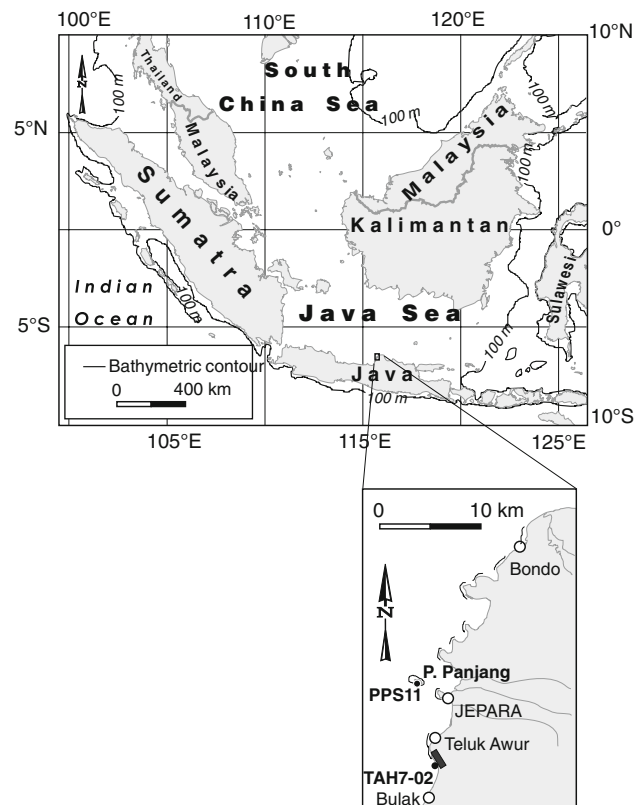 100°E
110°E
120°E
10°N
Thailand
N
100 m
South
China Sea
100 m
100 m
5°N
Malaysia
Malaysia
100 m
Sumatra
Kalimantan
0°
Indian
Ocean
100 m
Java Sea
Sulawesi
5°S
100 m
Bathymetric contour
0 400 km
Java
100 m
10°S
105°E
115°E
125°E
0 10 km
Bondo
N
P. Panjang
PPS11
JEPARA
Teluk Awur
TAH7-02
Bulak